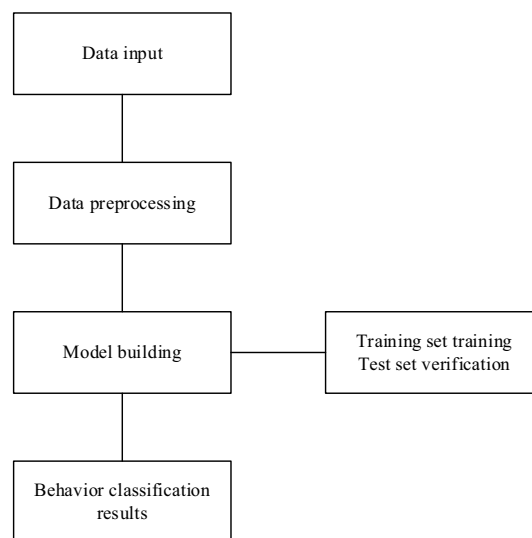 Data input
Data preprocessing
Model building
Training set training
Test set verification
Behavior classification
results